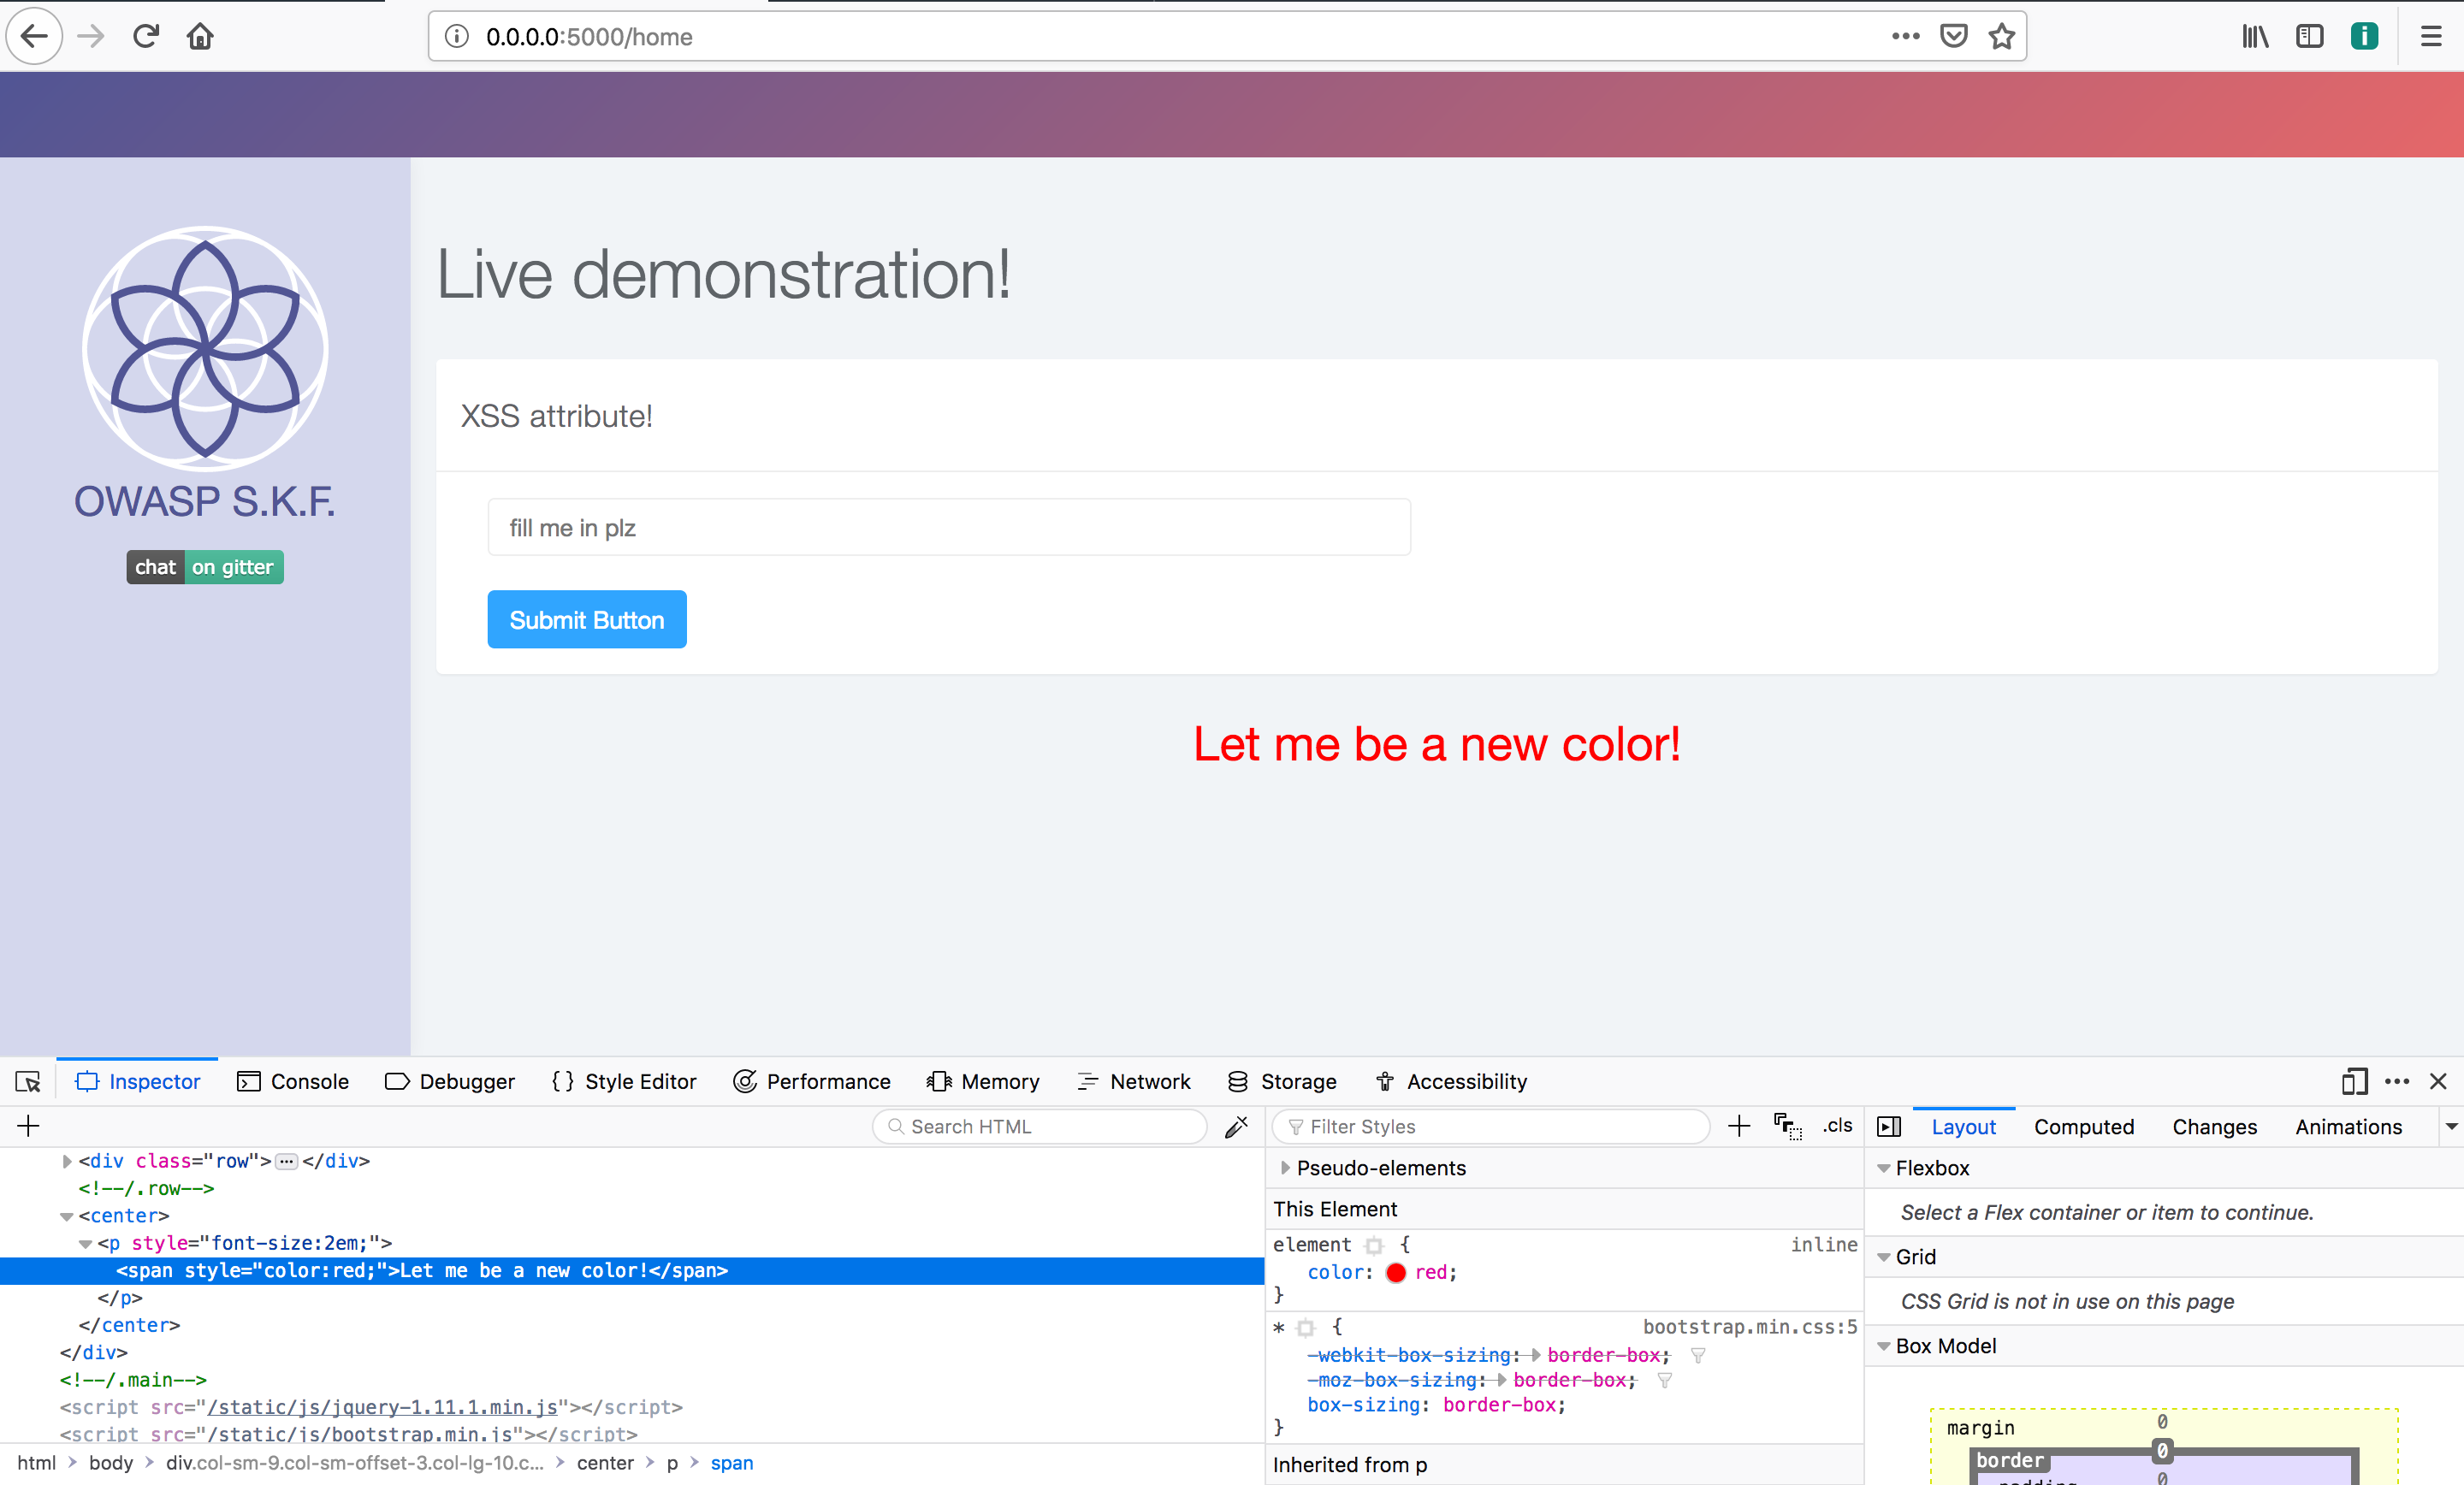 0.0.0.0:5000/home
Live demonstration!
XSS attribute!
fill me in plz
Submit Button
OWASP S.K.F.
chat on gitter
Let me be a new color!
Inspector Console Debugger Style Editor Performance Memory Network Storage Accessibility
Search HTML
<div class="row"></div>
<!--/.row-->
<center>
<p style="font-size:2em;">
<span style="color:red;">Let me be a new color!</span>
</p>
</center>
</div>
<!--/.main-->
<script src="/static/js/jquery-1.11.1.min.js"></script>
<script src="/static/js/bootstrap.min.js"></script>
html body div.col-sm-9.col-sm-offset-3.col-lg-10.c... center p span
Filter Styles .cls
Pseudo-elements
This Element
element { inline
color: red;
}
* { bootstrap.min.css:5
-webkit-box-sizing: border-box;
-moz-box-sizing: border-box;
box-sizing: border-box;
}
Inherited from p
Layout Computed Changes Animations
Flexbox
Select a Flex container or item to continue.
Grid
CSS Grid is not in use on this page
Box Model
margin 0
border 0
padding 0